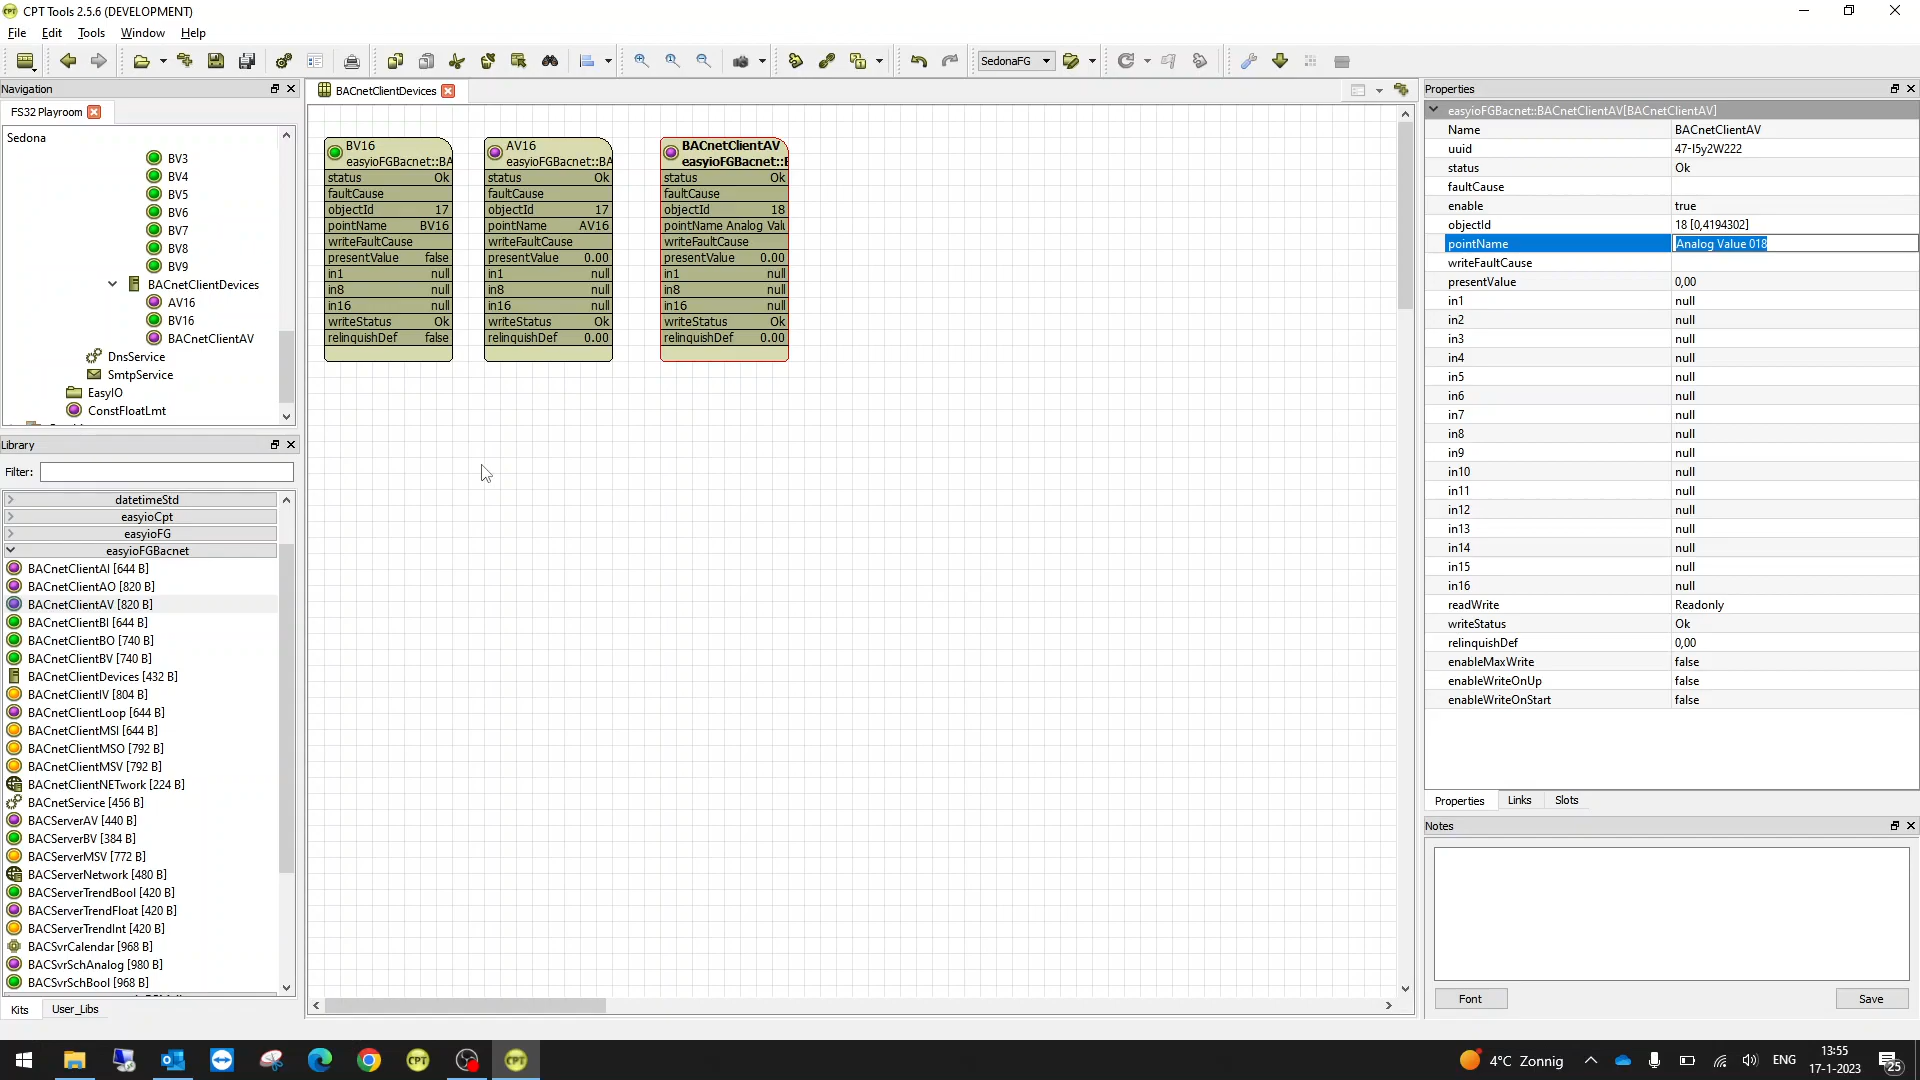 CPT Tools 2.5.6 (DEVELOPMENT)
File Edit Tools Window Help
SedonaFG
Navigation
FS32 Playroom
Sedona
BV3
BV4
BV5
BV6
BV7
BV8
BV9
BACnetClientDevices
AV16
BV16
BACnetClientAV
DnsService
SmtpService
EasyIO
ConstFloatLmt
Library
Filter:
datetimeStd
easyioCpt
easyioFG
easyioFGBacnet
BACnetClientAI [644 B]
BACnetClientAO [820 B]
BACnetClientAV [820 B]
BACnetClientBI [644 B]
BACnetClientBO [740 B]
BACnetClientBV [740 B]
BACnetClientDevices [432 B]
BACnetClientIV [804 B]
BACnetClientLoop [644 B]
BACnetClientMSI [644 B]
BACnetClientMSO [792 B]
BACnetClientMSV [792 B]
BACnetClientNETwork [224 B]
BACnetService [456 B]
BACServerAV [440 B]
BACServerBV [384 B]
BACServerMSV [772 B]
BACServerNetwork [480 B]
BACServerTrendBool [420 B]
BACServerTrendFloat [420 B]
BACServerTrendInt [420 B]
BACSvrCalendar [968 B]
BACSvrSchAnalog [980 B]
BACSvrSchBool [968 B]
Kits User_Libs
BACnetClientDevices
BV16
easyioFGBacnet::BA
status Ok
faultCause
objectId 17
pointName BV16
writeFaultCause
presentValue false
in1 null
in8 null
in16 null
writeStatus Ok
relinquishDef false
AV16
easyioFGBacnet::BA
status Ok
faultCause
objectId 17
pointName AV16
writeFaultCause
presentValue 0.00
in1 null
in8 null
in16 null
writeStatus Ok
relinquishDef 0.00
BACnetClientAV
easyioFGBacnet::B
status Ok
faultCause
objectId 18
pointName Analog Valu
writeFaultCause
presentValue 0.00
in1 null
in8 null
in16 null
writeStatus Ok
relinquishDef 0.00
Properties
easyioFGBacnet::BACnetClientAV[BACnetClientAV]
Name BACnetClientAV
uuid 47-I5y2W222
status Ok
faultCause
enable true
objectId 18 [0,4194302]
pointName Analog Value 018
writeFaultCause
presentValue 0,00
in1 null
in2 null
in3 null
in4 null
in5 null
in6 null
in7 null
in8 null
in9 null
in10 null
in11 null
in12 null
in13 null
in14 null
in15 null
in16 null
readWrite Readonly
writeStatus Ok
relinquishDef 0,00
enableMaxWrite false
enableWriteOnUp false
enableWriteOnStart false
Properties Links Slots
Notes
Font Save
4°C Zonnig ENG 13:55
17-1-2023
25